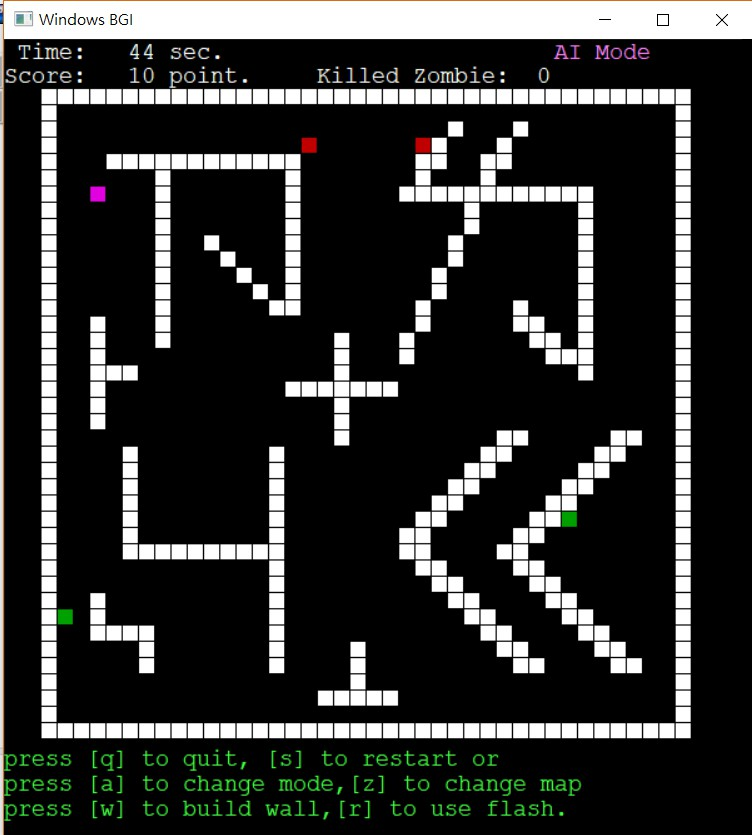 Windows BGI
Time: 44 sec. AI Mode
Score: 10 point. Killed Zombie: 0
press [q] to quit, [s] to restart or
press [a] to change mode,[z] to change map
press [w] to build wall,[r] to use flash.